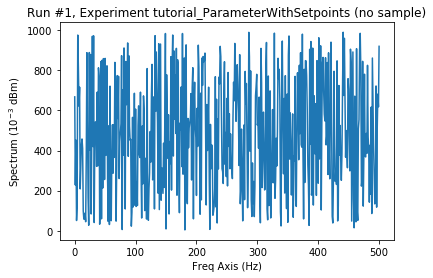 Run #1, Experiment tutorial_ParameterWithSetpoints (no sample)
1000
800
600
400
200
0
Spectrum (10⁻³ dBm)
0 100 200 300 400 500
Freq Axis (Hz)